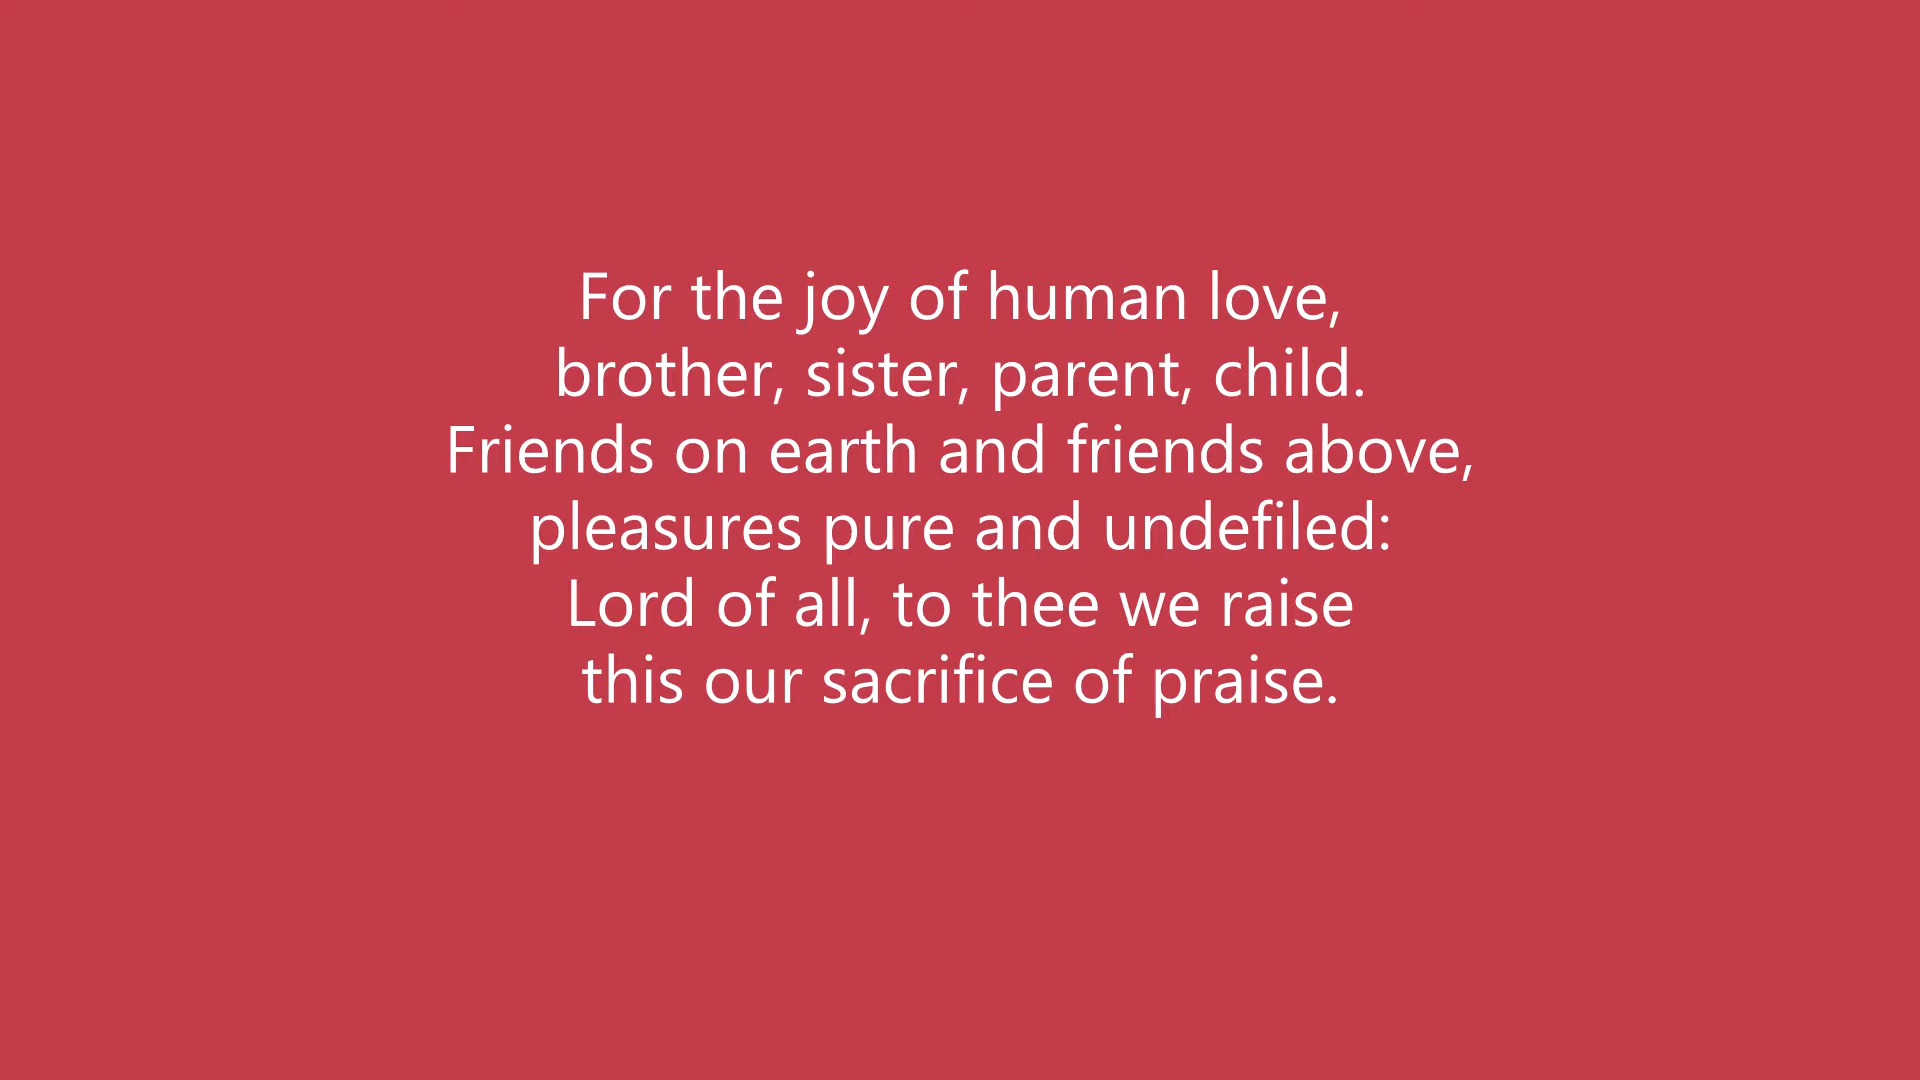 For the joy of human love,
brother, sister, parent, child.
Friends on earth and friends above,
pleasures pure and undefiled:
Lord of all, to thee we raise
this our sacrifice of praise.